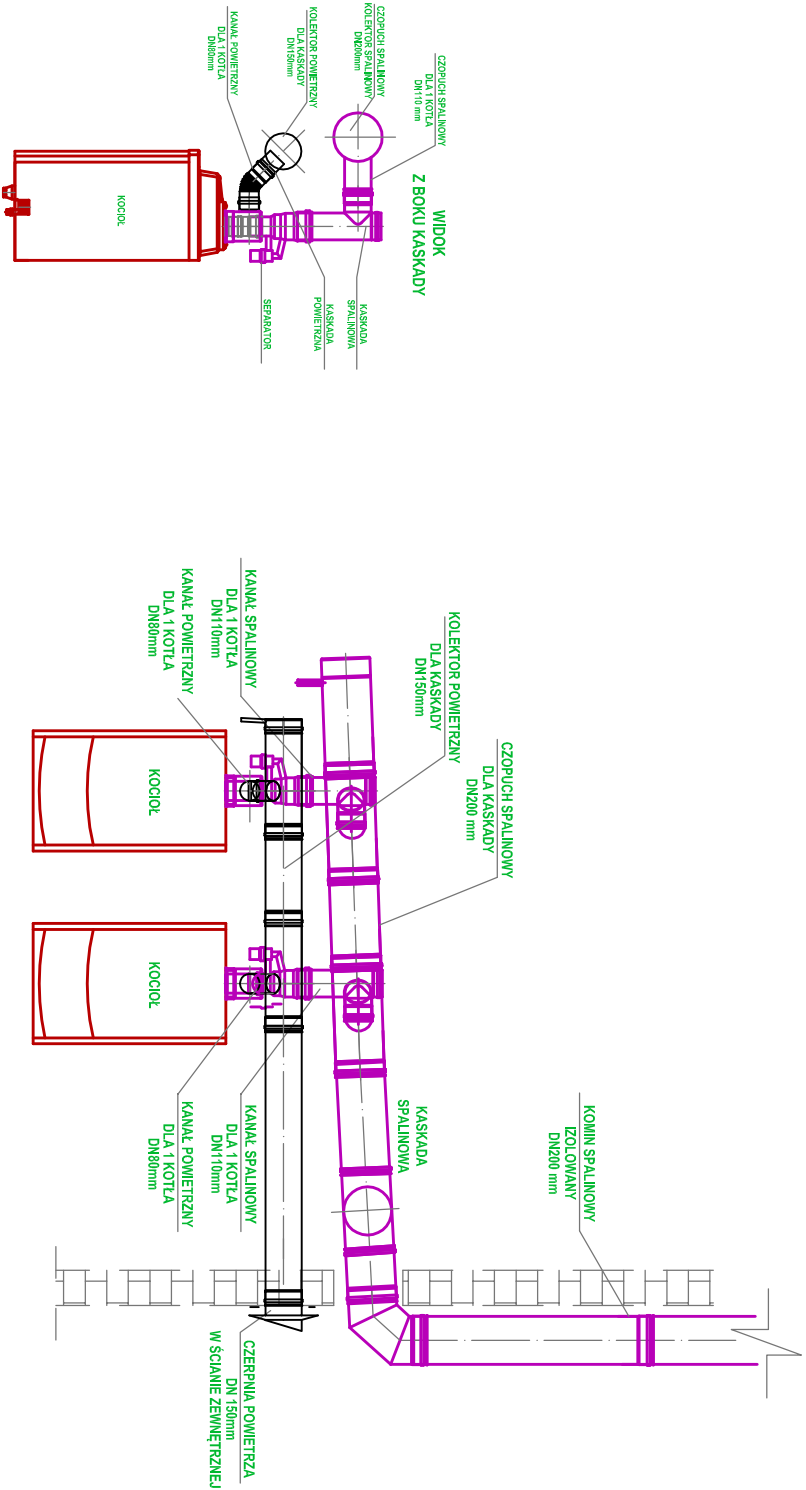 WIDOK
Z BOKU KASKADY
CZOPUCH SPALINOWY
DLA 1 KOTŁA
DN110 mm
CZOPUCH SPALINOWY
KOLEKTOR SPALINOWY
DN200mm
KOLEKTOR POWIETRZNY
DLA KASKADY
DN150mm
KANAŁ POWIETRZNY
DLA 1 KOTŁA
DN80mm
KASKADA
SPALINOWA
KASKADA
POWIETRZNA
SEPARATOR
KOCIOŁ
CZOPUCH SPALINOWY
DLA KASKADY
DN200 mm
KOLEKTOR POWIETRZNY
DLA KASKADY
DN150mm
KANAŁ SPALINOWY
DLA 1 KOTŁA
DN110mm
KANAŁ POWIETRZNY
DLA 1 KOTŁA
DN80mm
KOCIOŁ
KOCIOŁ
KOMIN SPALINOWY
IZOLOWANY
DN200 mm
KASKADA
SPALINOWA
KANAŁ SPALINOWY
DLA 1 KOTŁA
DN110mm
KANAŁ POWIETRZNY
DLA 1 KOTŁA
DN80mm
CZERPNIA POWIETRZA
DN 150mm
W ŚCIANIE ZEWNĘTRZNEJ